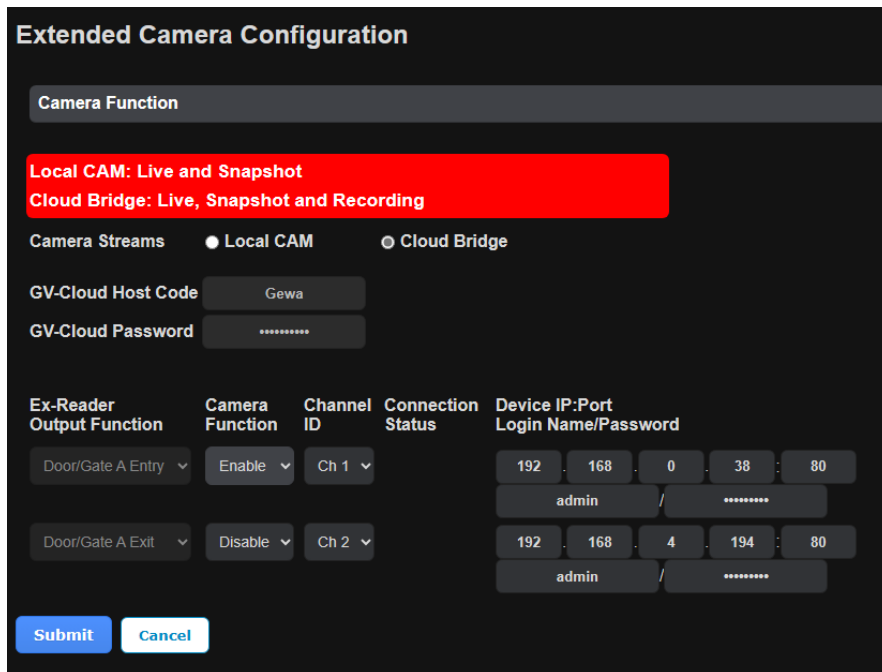 Extended Camera Configuration
Camera Function
Local CAM: Live and Snapshot
Cloud Bridge: Live, Snapshot and Recording
Camera Streams Local CAM Cloud Bridge
GV-Cloud Host Code Gewa
GV-Cloud Password ••••••••••
Ex-Reader Camera Channel Connection Device IP:Port
Output Function Function ID Status Login Name/Password
Door/Gate A Entry Enable Ch 1 192 . 168 . 0 . 38 : 80
admin / •••••••••
Door/Gate A Exit Disable Ch 2 192 . 168 . 4 . 194 : 80
admin / •••••••••
Submit Cancel